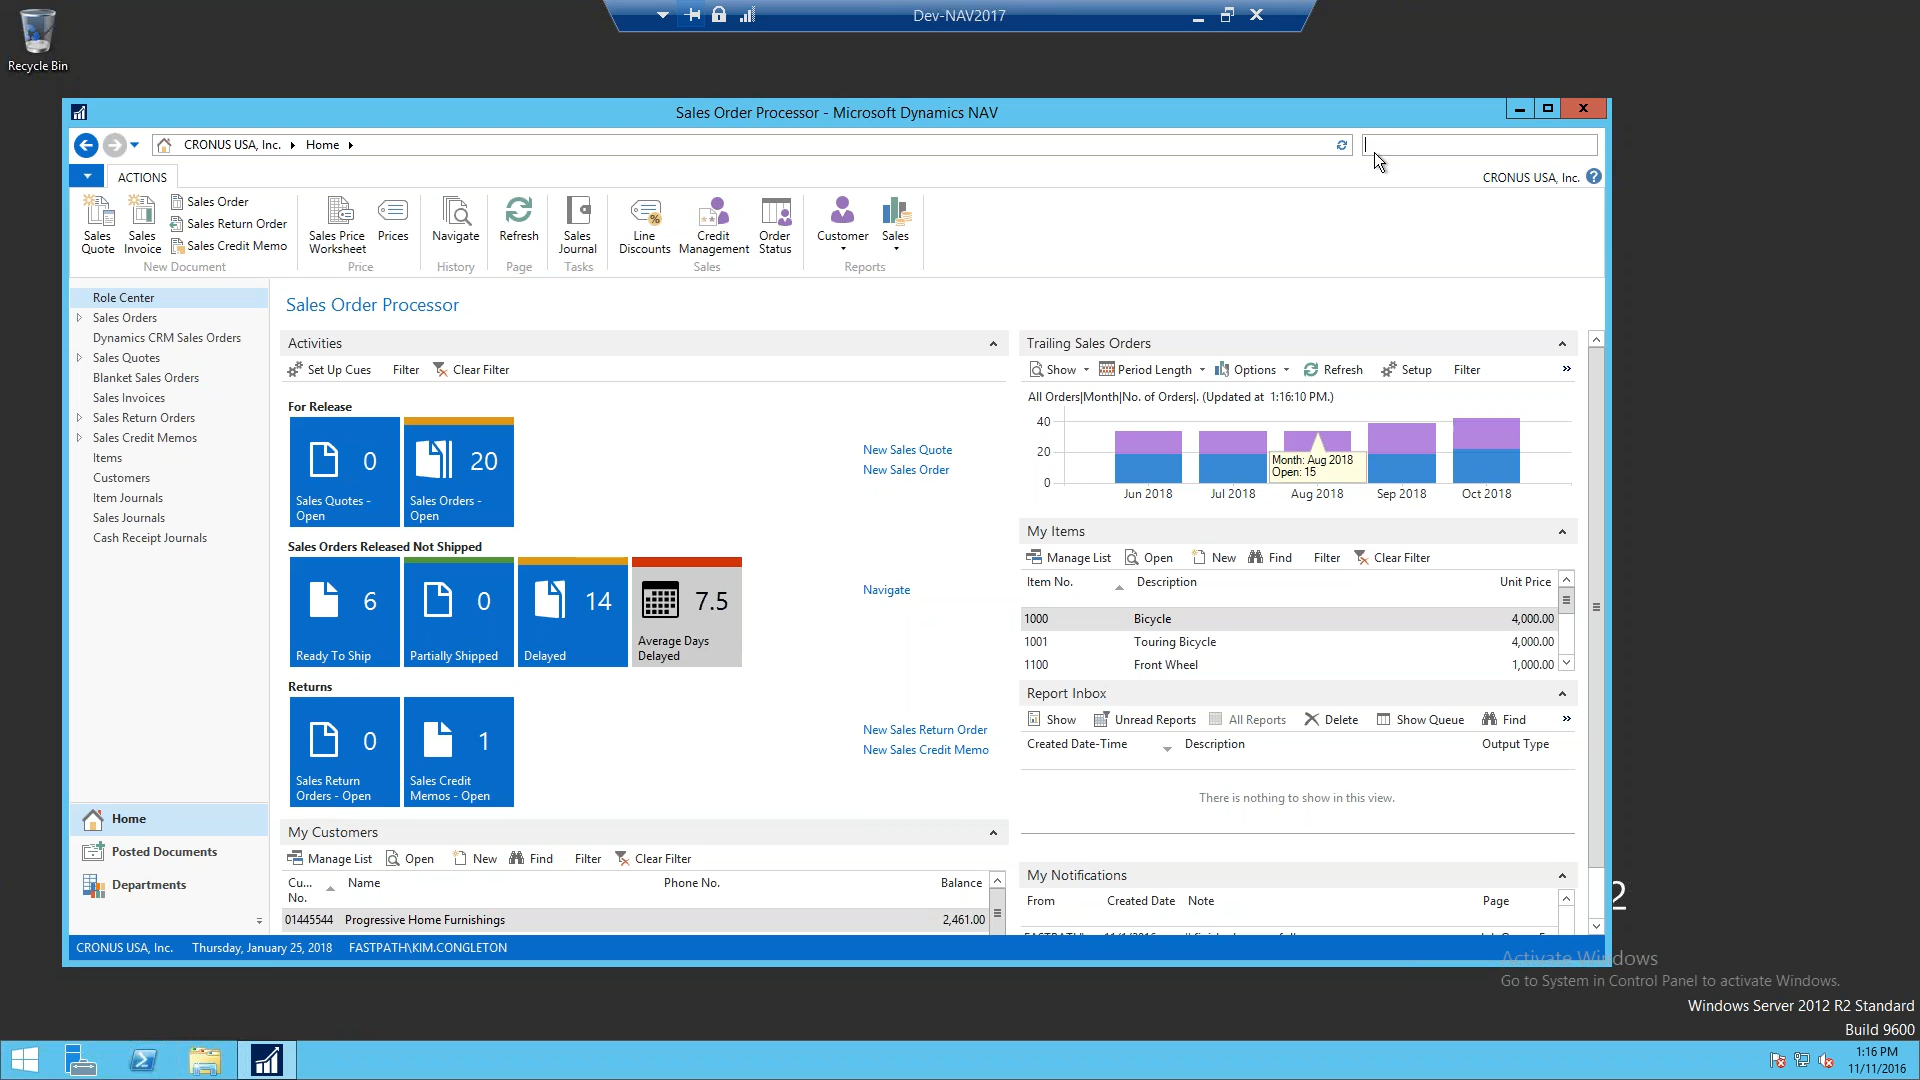 Dev-NAV2017
Recycle Bin
Sales Order Processor - Microsoft Dynamics NAV
CRONUS USA, Inc. Home
ACTIONS
CRONUS USA, Inc.
Sales Quote
Sales Invoice
Sales Order
Sales Return Order
Sales Credit Memo
New Document
Sales Price Worksheet
Prices
Price
Navigate
History
Refresh
Page
Sales Journal
Tasks
Line Discounts
Credit Management
Order Status
Sales
Customer
Sales
Reports
Role Center
Sales Orders
Dynamics CRM Sales Orders
Sales Quotes
Blanket Sales Orders
Sales Invoices
Sales Return Orders
Sales Credit Memos
Items
Customers
Item Journals
Sales Journals
Cash Receipt Journals
Home
Posted Documents
Departments
Sales Order Processor
Activities
Set Up Cues Filter Clear Filter
For Release
0
Sales Quotes -
Open
20
Sales Orders -
Open
New Sales Quote
New Sales Order
Sales Orders Released Not Shipped
6
Ready To Ship
0
Partially Shipped
14
Delayed
7.5
Average Days
Delayed
Navigate
Returns
0
Sales Return
Orders - Open
1
Sales Credit
Memos - Open
New Sales Return Order
New Sales Credit Memo
My Customers
Manage List Open New Find Filter Clear Filter
Cu...
No.
Name Phone No. Balance
01445544 Progressive Home Furnishings 2,461.00
Trailing Sales Orders
Show Period Length Options Refresh Setup Filter
All Orders|Month|No. of Orders|. (Updated at 1:16:10 PM.)
40
20
0
Month: Aug 2018
Open: 15
Jun 2018 Jul 2018 Aug 2018 Sep 2018 Oct 2018
My Items
Manage List Open New Find Filter Clear Filter
Item No. Description Unit Price
1000 Bicycle 4,000.00
1001 Touring Bicycle 4,000.00
1100 Front Wheel 1,000.00
Report Inbox
Show Unread Reports All Reports Delete Show Queue Find
Created Date-Time Description Output Type
There is nothing to show in this view.
My Notifications
From Created Date Note Page
CRONUS USA, Inc. Thursday, January 25, 2018 FASTPATH\KIM.CONGLETON
2
Activate Windows
Go to System in Control Panel to activate Windows.
Windows Server 2012 R2 Standard
Build 9600
1:16 PM
11/11/2016